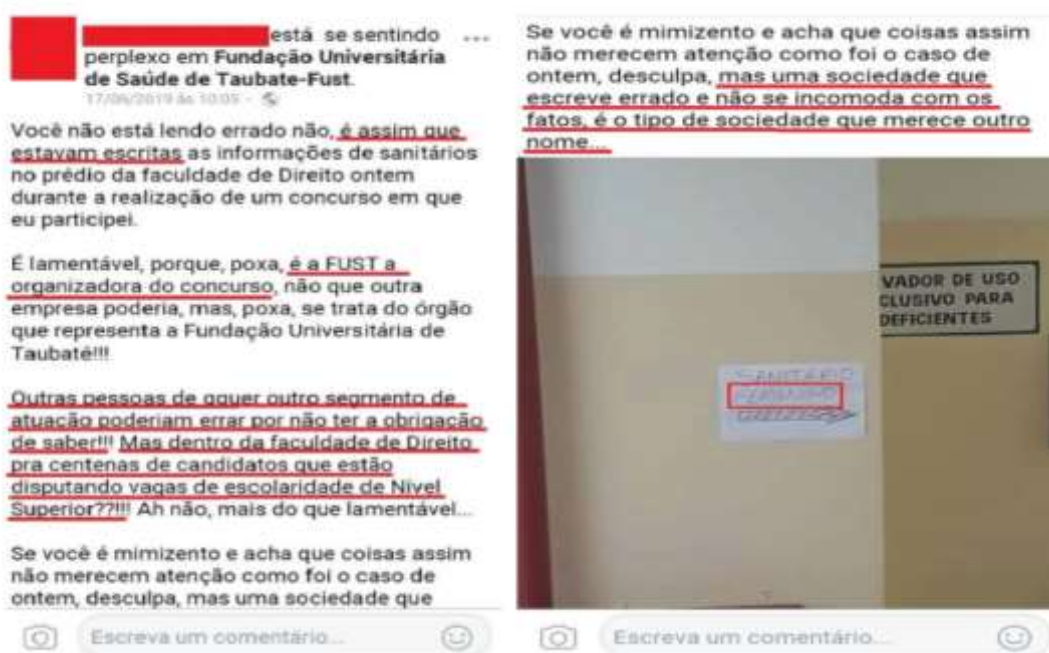 está se sentindo ...
perplexo em Fundação Universitária
de Saúde de Taubate-Fust.
17/06/2019 às 10:05 -
Você não está lendo errado não, é assim que
estavam escritas as informações de sanitários
no prédio da faculdade de Direito ontem
durante a realização de um concurso em que
eu participei.
É lamentável, porque, poxa, é a FUST a
organizadora do concurso, não que outra
empresa poderia, mas, poxa, se trata do órgão
que representa a Fundação Universitária de
Taubaté!!!
Outras pessoas de qquer outro segmento de
atuação poderiam errar por não ter a obrigação
de saber!!! Mas dentro da faculdade de Direito
pra centenas de candidatos que estão
disputando vagas de escolaridade de Nível
Superior??!!! Ah não, mais do que lamentável...
Se você é mimizento e acha que coisas assim
não merecem atenção como foi o caso de
ontem, desculpa, mas uma sociedade que
Escreva um comentário...
Se você é mimizento e acha que coisas assim
não merecem atenção como foi o caso de
ontem, desculpa, mas uma sociedade que
escreve errado e não se incomoda com os
fatos, é o tipo de sociedade que merece outro
nome...
VADOR DE USO
CLUSIVO PARA
DEFICIENTES
SANITÁRIO
Escreva um comentário...